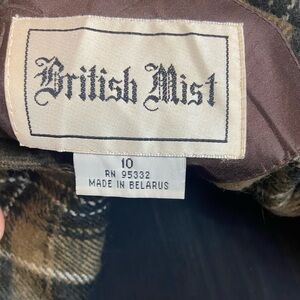 British Mist
10
RN 95332
MADE IN BELARUS